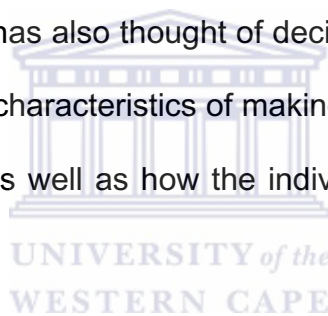 has also thought of deci
characteristics of makin
s well as how the indiv
UNIVERSITY of the
WESTERN CAPE